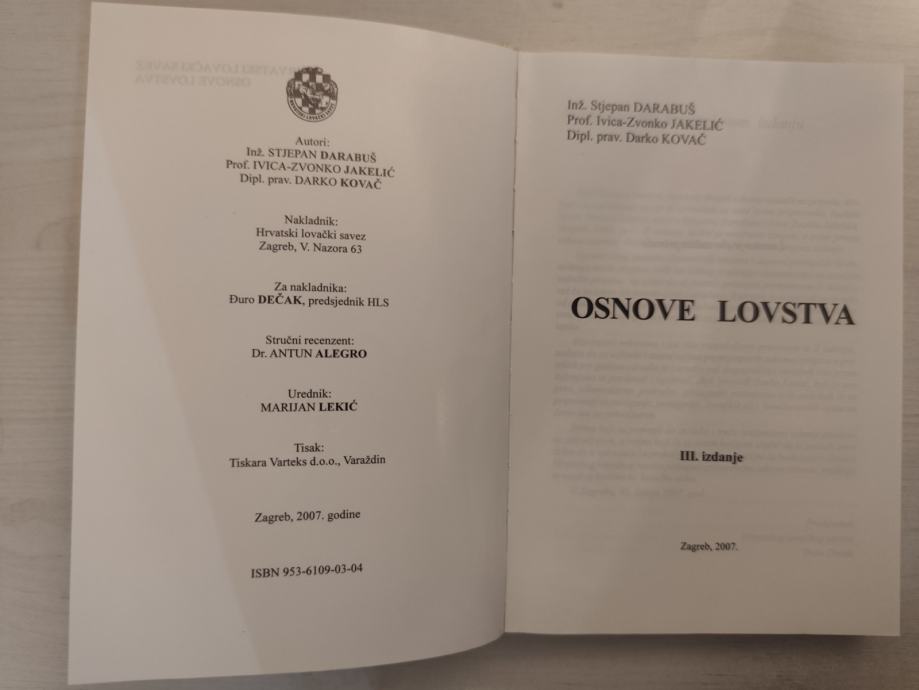 Autori:
Inž. STJEPAN DARABUŠ
Prof. IVICA-ZVONKO JAKELIĆ
Dipl. prav. DARKO KOVAČ
Nakladnik:
Hrvatski lovački savez
Zagreb, V. Nazora 63
Za nakladnika:
Đuro DEČAK, predsjednik HLS
Stručni recenzent:
Dr. ANTUN ALEGRO
Urednik:
MARIJAN LEKIĆ
Tisak:
Tiskara Varteks d.o.o., Varaždin
Zagreb, 2007. godine
ISBN 953-6109-03-04
Inž. Stjepan DARABUŠ
Prof. Ivica-Zvonko JAKELIĆ
Dipl. prav. Darko KOVAČ
OSNOVE LOVSTVA
III. izdanje
Zagreb, 2007.